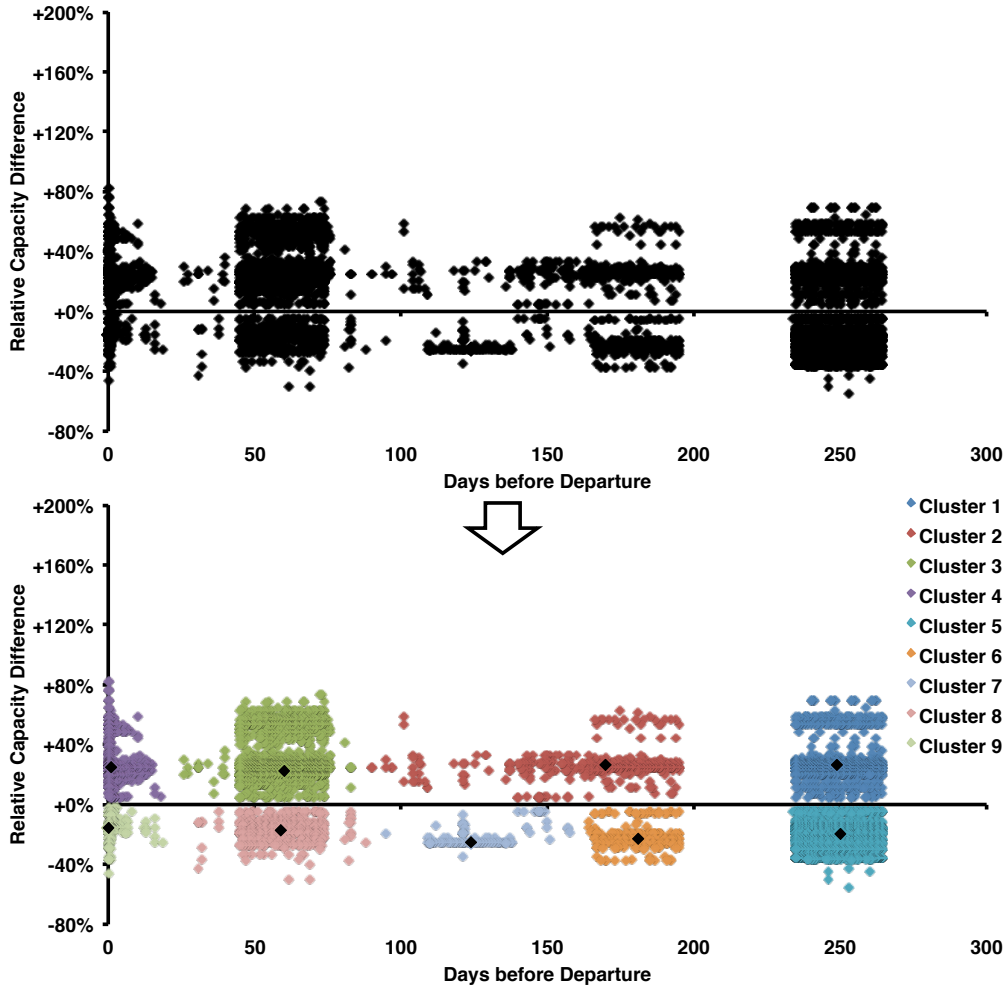 +200%
+160%
+120%
+80%
+40%
+0%
-40%
-80%
Relative Capacity Difference
0 50 100 150 200 250 300
Days before Departure
+200%
+160%
+120%
+80%
+40%
+0%
-40%
-80%
Relative Capacity Difference
0 50 100 150 200 250 300
Days before Departure
Cluster 1
Cluster 2
Cluster 3
Cluster 4
Cluster 5
Cluster 6
Cluster 7
Cluster 8
Cluster 9